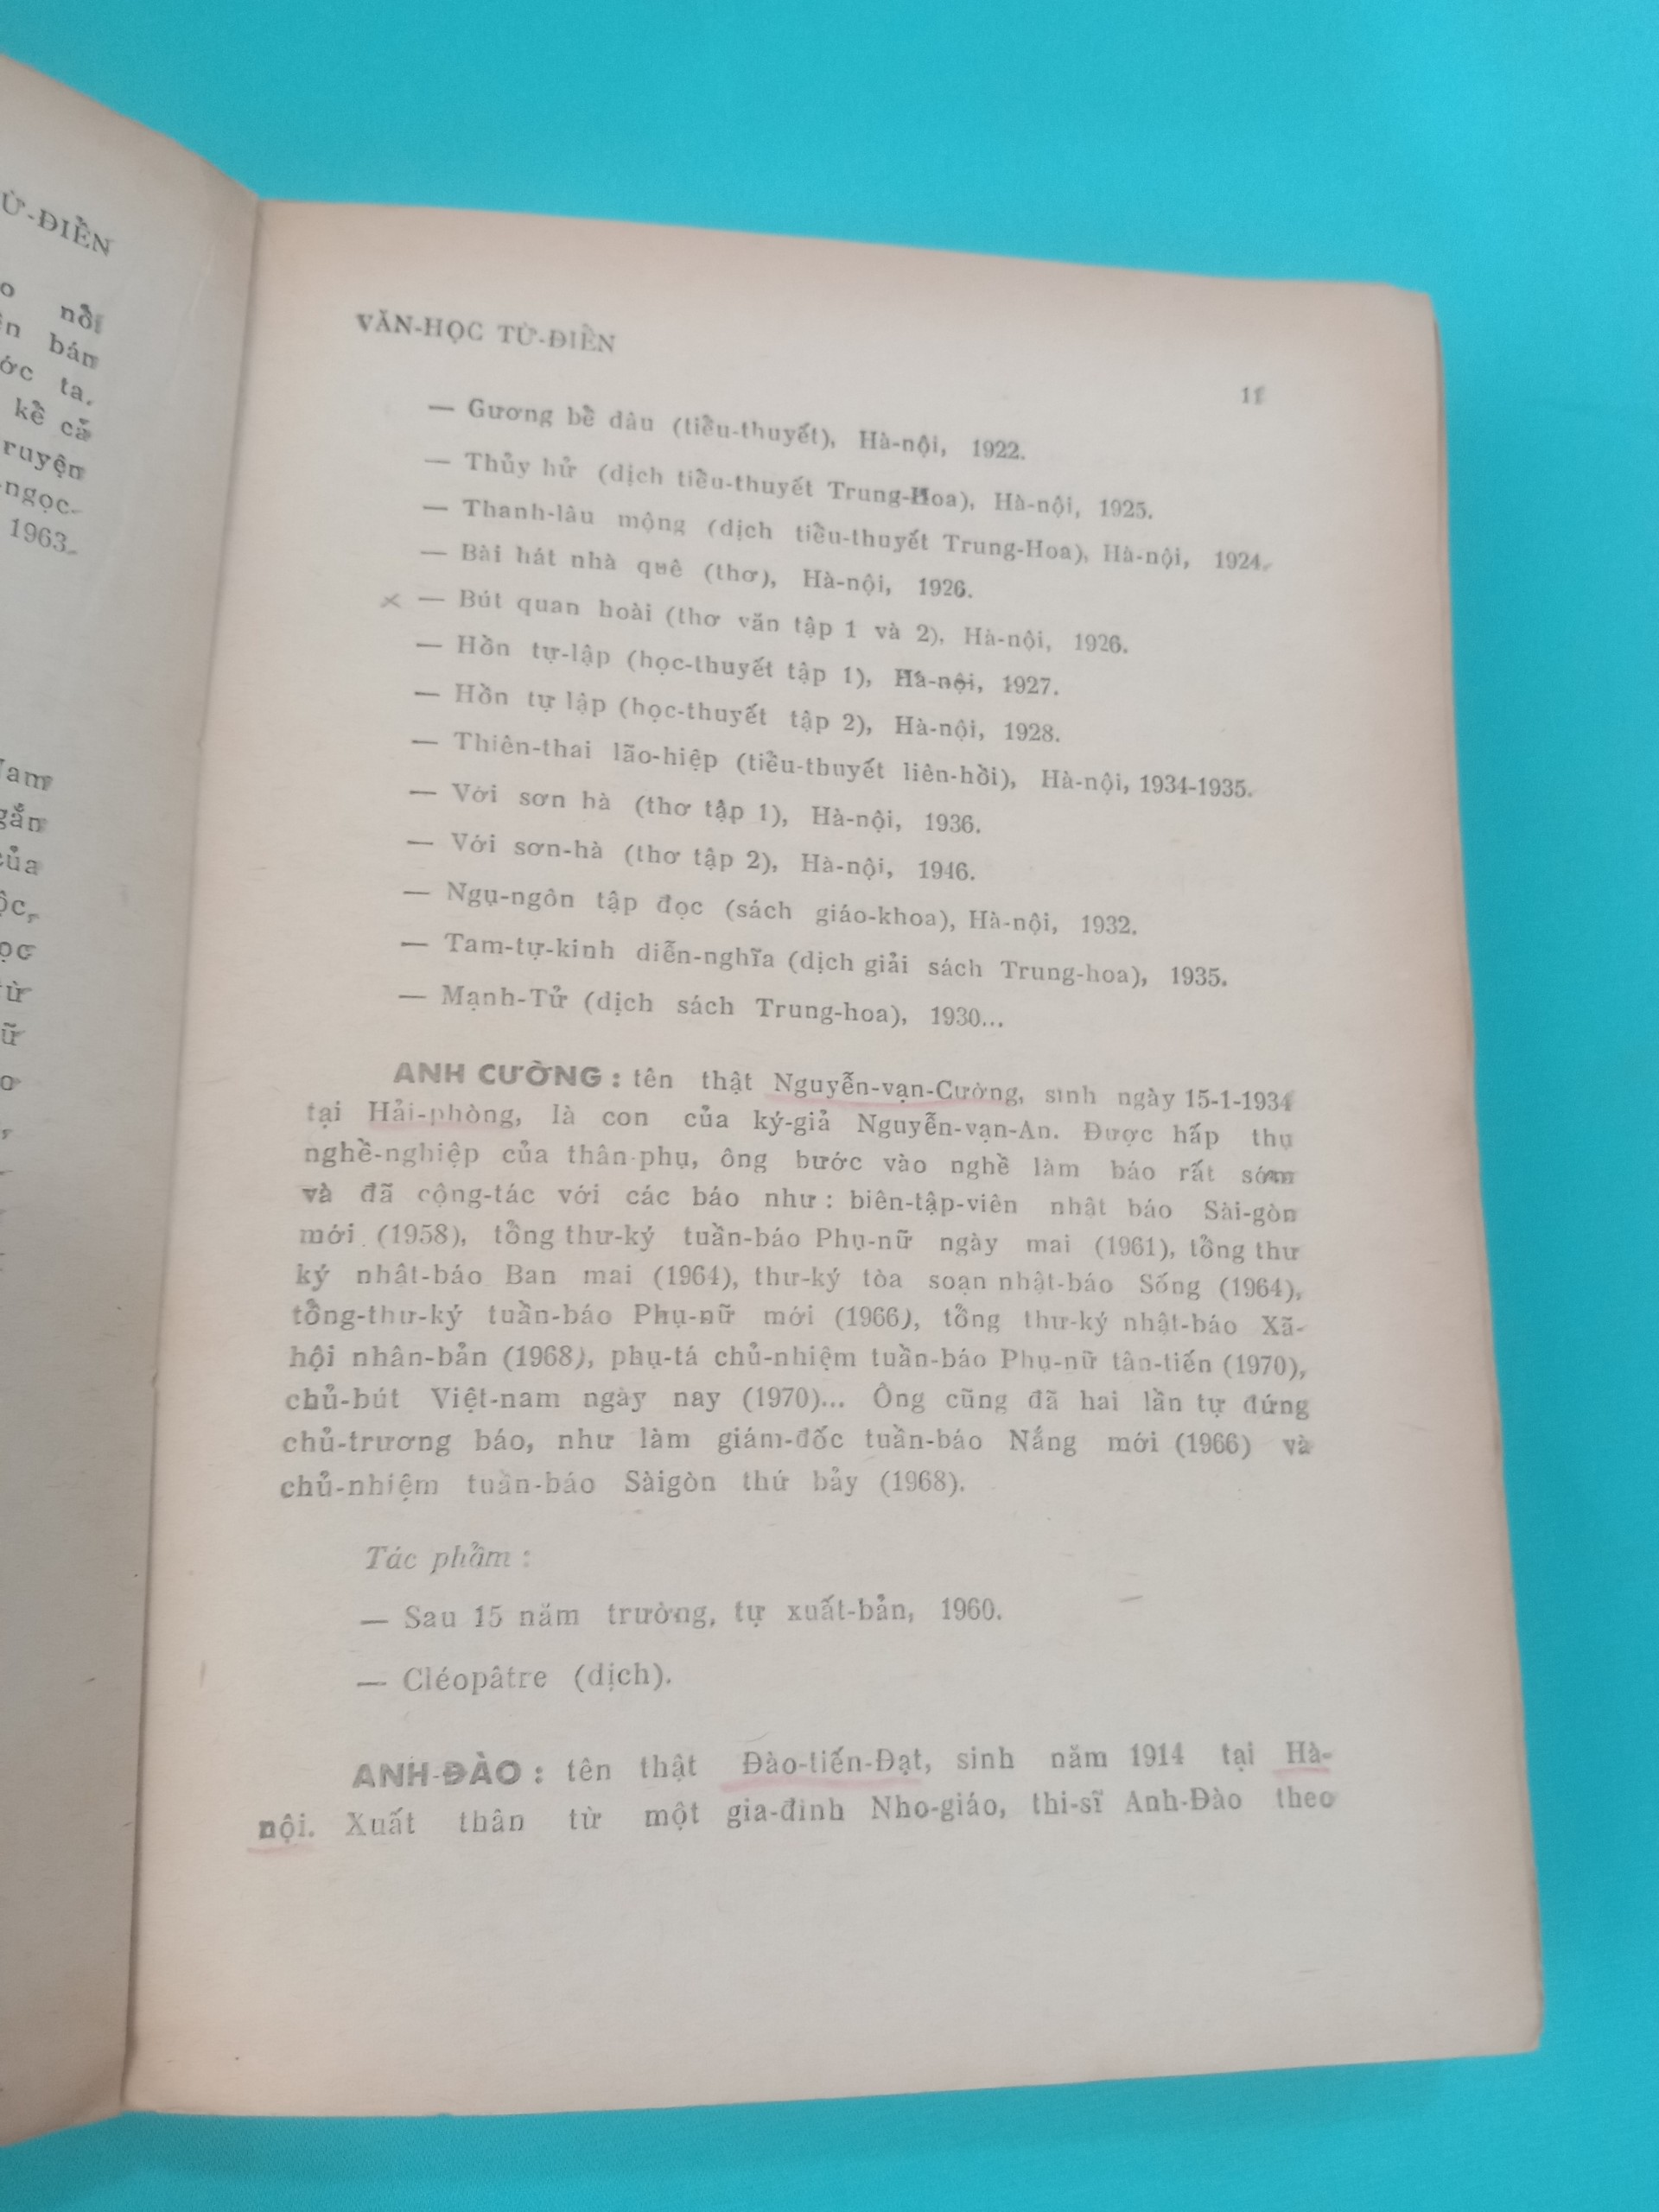 Ừ-ĐIỂN
nổi
bán
ớc ta.
kể cả
ruyện
-ngọc-
1963.
của
VĂN-HỌC TỪ-ĐIỂN
11
— Gương bể dâu (tiểu-thuyết), Hà-nội, 1922.
— Thủy hử (dịch tiểu-thuyết Trung-Hoa), Hà-nội, 1925.
— Thanh-lâu mộng (dịch tiểu-thuyết Trung-Hoa), Hà-nội, 1924.
— Bài hát nhà quê (thơ), Hà-nội, 1926.
× — Bút quan hoài (thơ văn tập 1 và 2), Hà-nội, 1926.
— Hồn tự-lập (học-thuyết tập 1), Hà-nội, 1927.
— Hồn tự lập (học-thuyết tập 2), Hà-nội, 1928.
— Thiên-thai lão-hiệp (tiểu-thuyết liên-hồi), Hà-nội, 1934-1935.
— Với sơn hà (thơ tập 1), Hà-nội, 1936.
— Với sơn-hà (thơ tập 2), Hà-nội, 1946.
— Ngụ-ngôn tập đọc (sách giáo-khoa), Hà-nội, 1932.
— Tam-tự-kinh diễn-nghĩa (dịch giải sách Trung-hoa), 1935.
— Mạnh-Tử (dịch sách Trung-hoa), 1930...
ANH CƯỜNG : tên thật Nguyễn-vạn-Cường, sinh ngày 15-1-1934
tại Hải-phòng, là con của ký-giả Nguyễn-vạn-An. Được hấp thụ
nghề-nghiệp của thân-phụ, ông bước vào nghề làm báo rất sớm
và đã cộng-tác với các báo như : biên-tập-viên nhật báo Sài-gòn
mới (1958), tổng thư-ký tuần-báo Phụ-nữ ngày mai (1961), tổng thư
ký nhật-báo Ban mai (1964), thư-ký tòa soạn nhật-báo Sống (1964),
tổng-thư-ký tuần-báo Phụ-nữ mới (1966), tổng thư-ký nhật-báo Xã-
hội nhân-bản (1968), phụ-tá chủ-nhiệm tuần-báo Phụ-nữ tân-tiến (1970),
chủ-bút Việt-nam ngày nay (1970)... Ông cũng đã hai lần tự đứng
chủ-trương báo, như làm giám-đốc tuần-báo Nắng mới (1966) và
chủ-nhiệm tuần-báo Sàigòn thứ bảy (1968).
Tác phẩm :
— Sau 15 năm trường, tự xuất-bản, 1960.
— Cléopâtre (dịch).
ANH-ĐÀO : tên thật Đào-tiến-Đạt, sinh năm 1914 tại Hà-
nội. Xuất thân từ một gia-đình Nho-giáo, thi-sĩ Anh-Đào theo